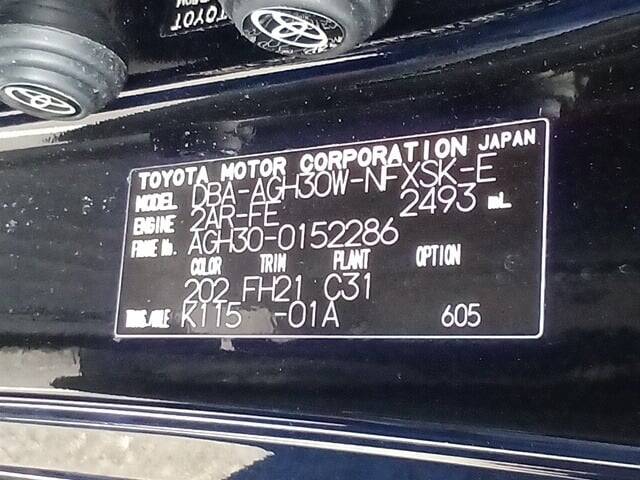 TOYOTA
TOYOTA MOTOR CORPORATION JAPAN
MODEL DBA-AGH30W-NFXSK-E
ENGINE 2AR-FE 2493 mL
FRAME No. AGH30-0152286
COLOR TRIM PLANT OPTION
202 FH21 C31
TRANS./AXLE K115 -01A 605